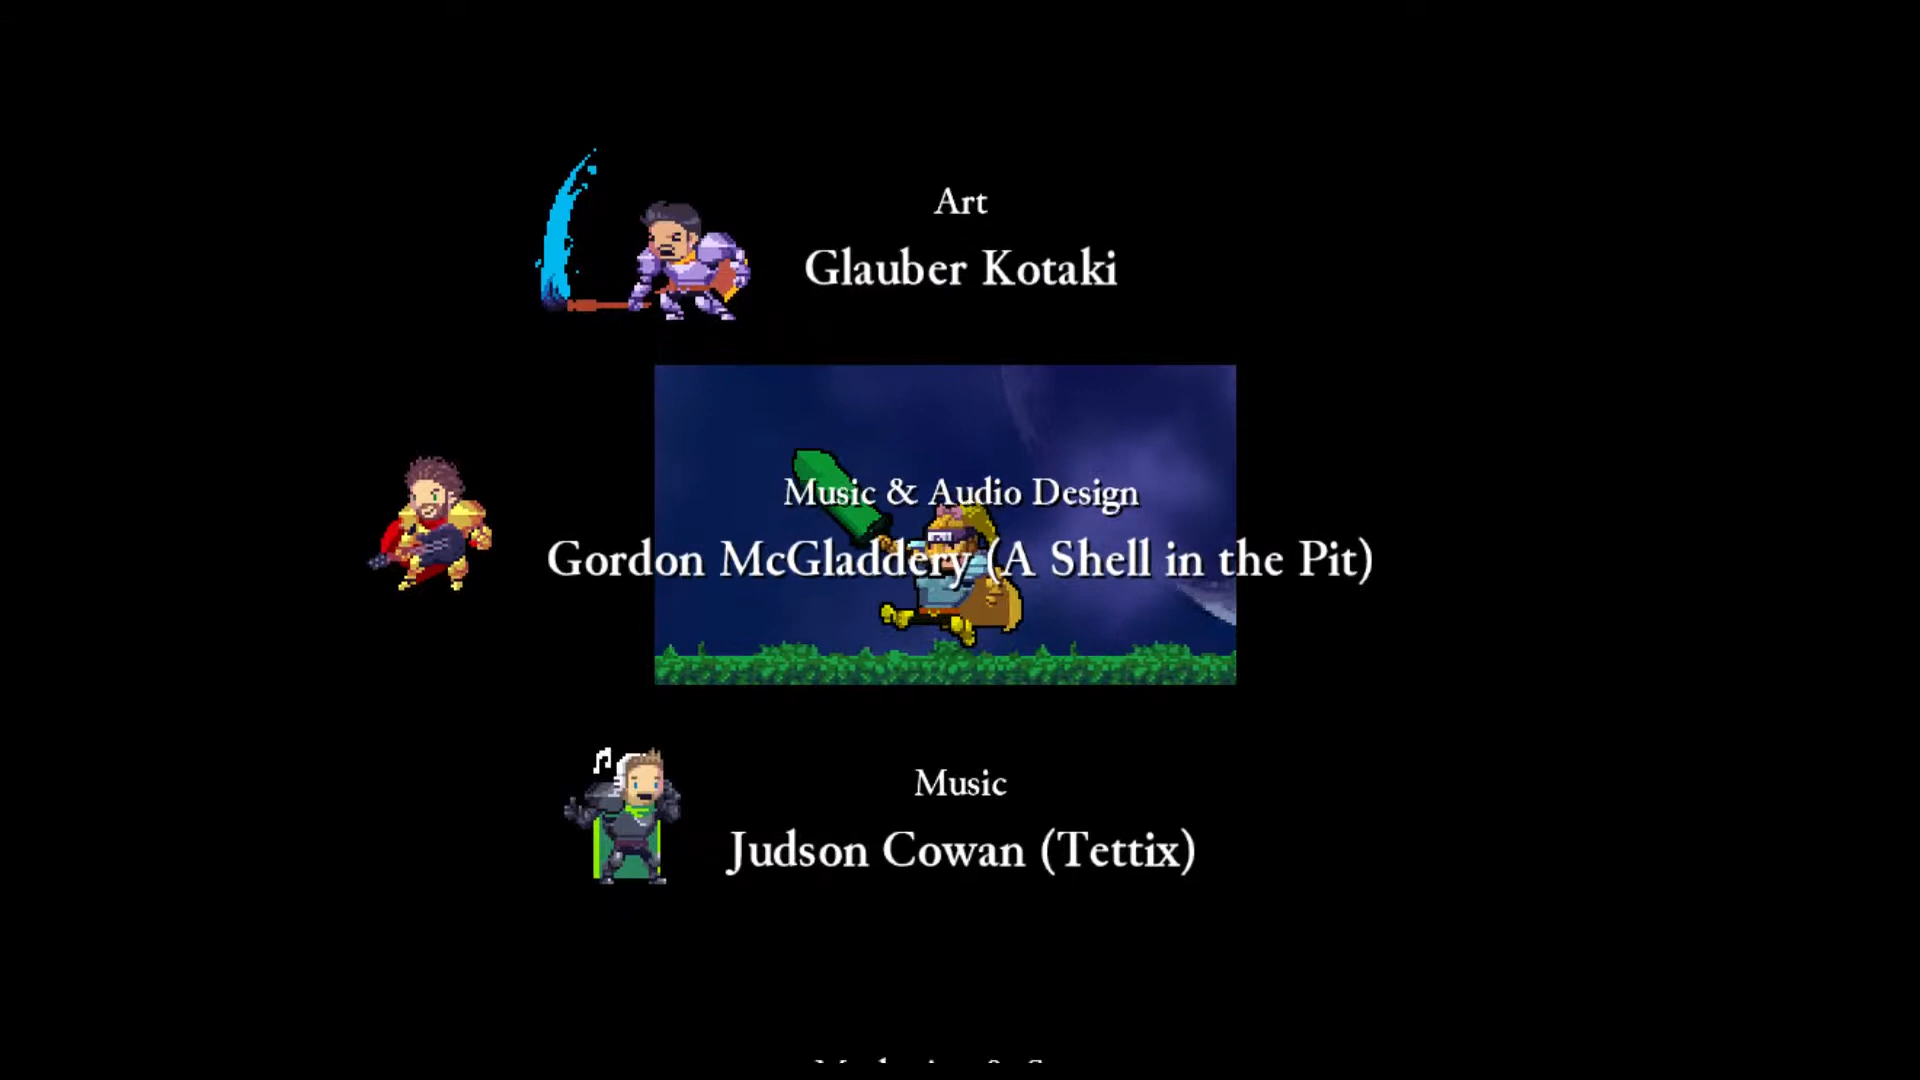 Art
Glauber Kotaki
Music & Audio Design
Gordon McGladdery (A Shell in the Pit)
Music
Judson Cowan (Tettix)